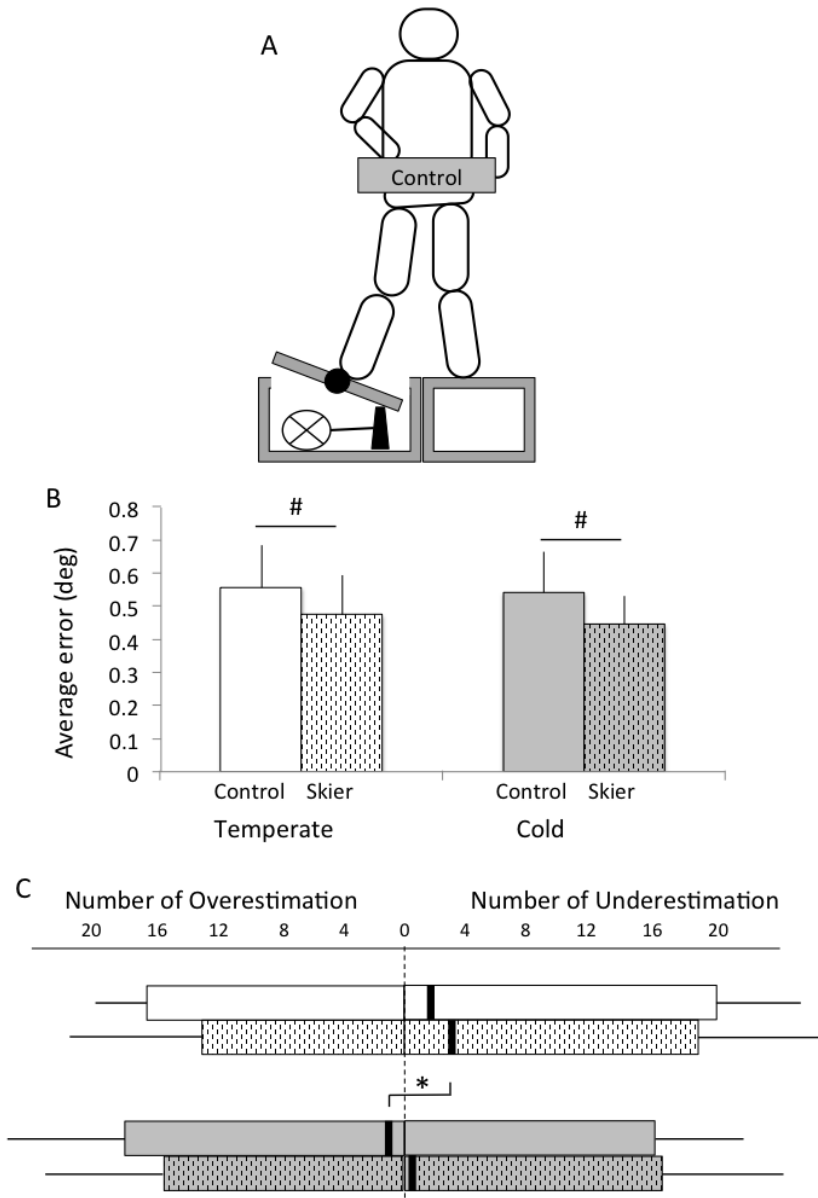 A
Control
B
Average error (deg)
0.8
0.7
0.6
0.5
0.4
0.3
0.2
0.1
0
#
#
Control Skier Control Skier
Temperate Cold
C
Number of Overestimation Number of Underestimation
20 16 12 8 4 0 4 8 12 16 20
*